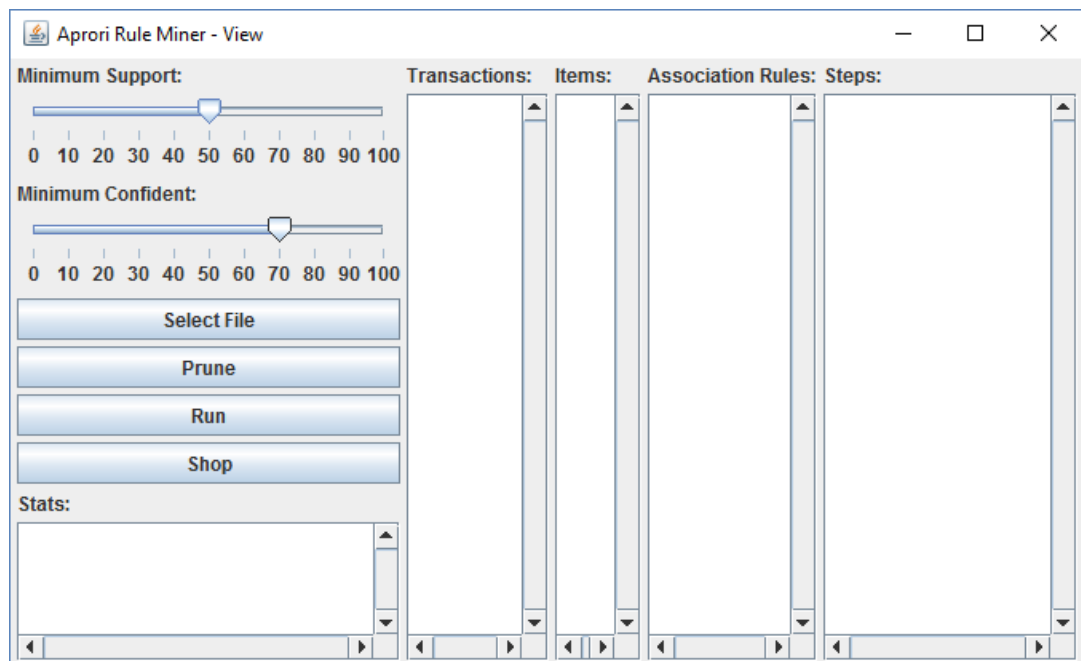 Aprori Rule Miner - View
Minimum Support:
0 10 20 30 40 50 60 70 80 90 100
Minimum Confident:
0 10 20 30 40 50 60 70 80 90 100
Select File
Prune
Run
Shop
Stats:
Transactions:
Items:
Association Rules:
Steps: